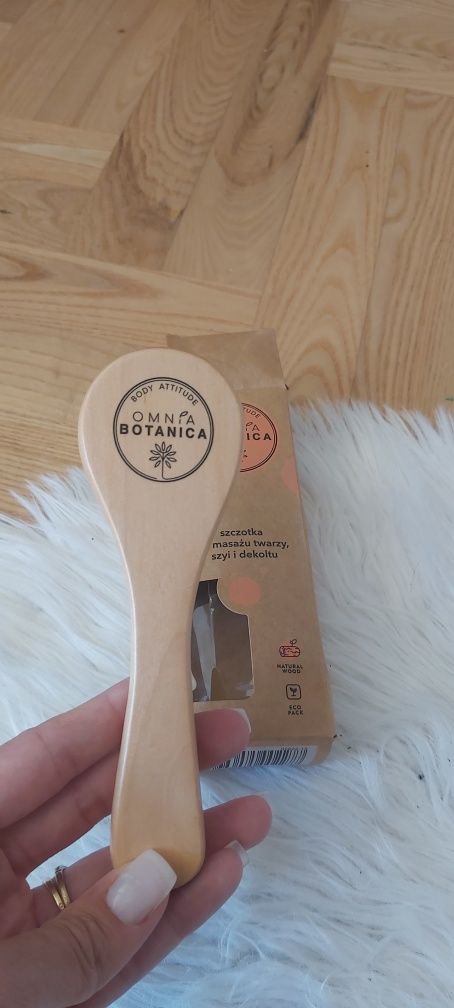 BODY ATTITUDE
OMNIA
BOTANICA
szczotka
masażu twarzy,
szyi i dekoltu
NATURAL
WOOD
ECO
PACK